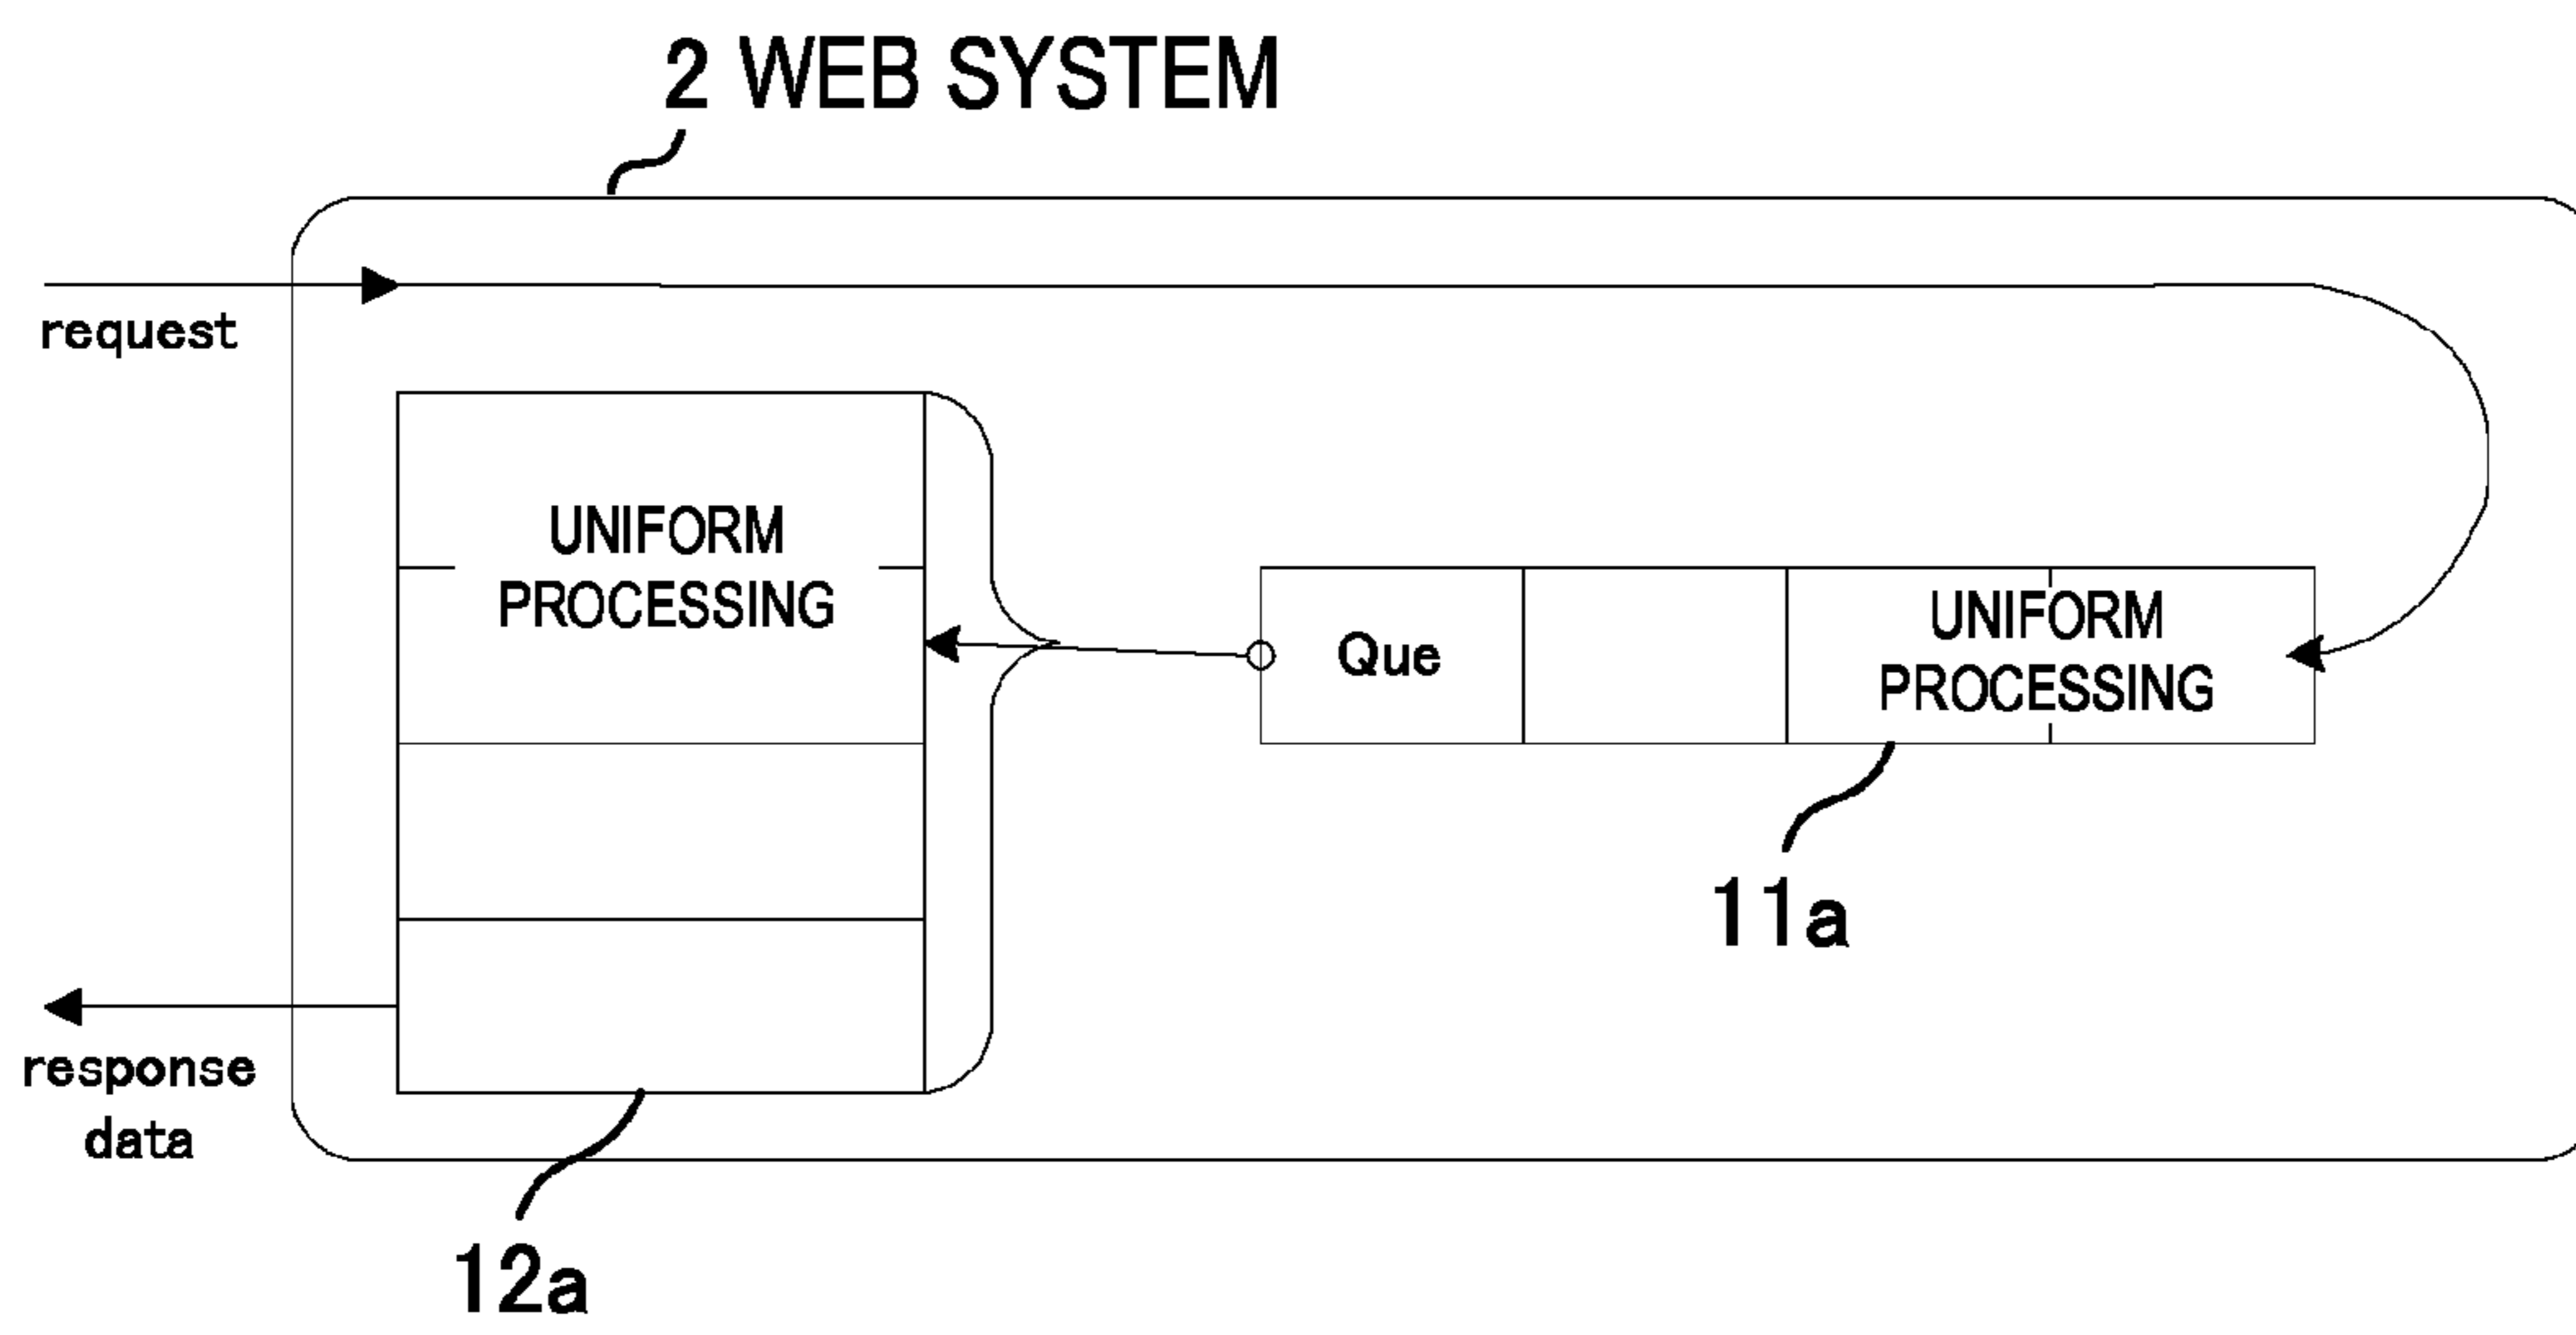 2 WEB SYSTEM
request
UNIFORM
PROCESSING
Que
UNIFORM
PROCESSING
11a
response
data
12a